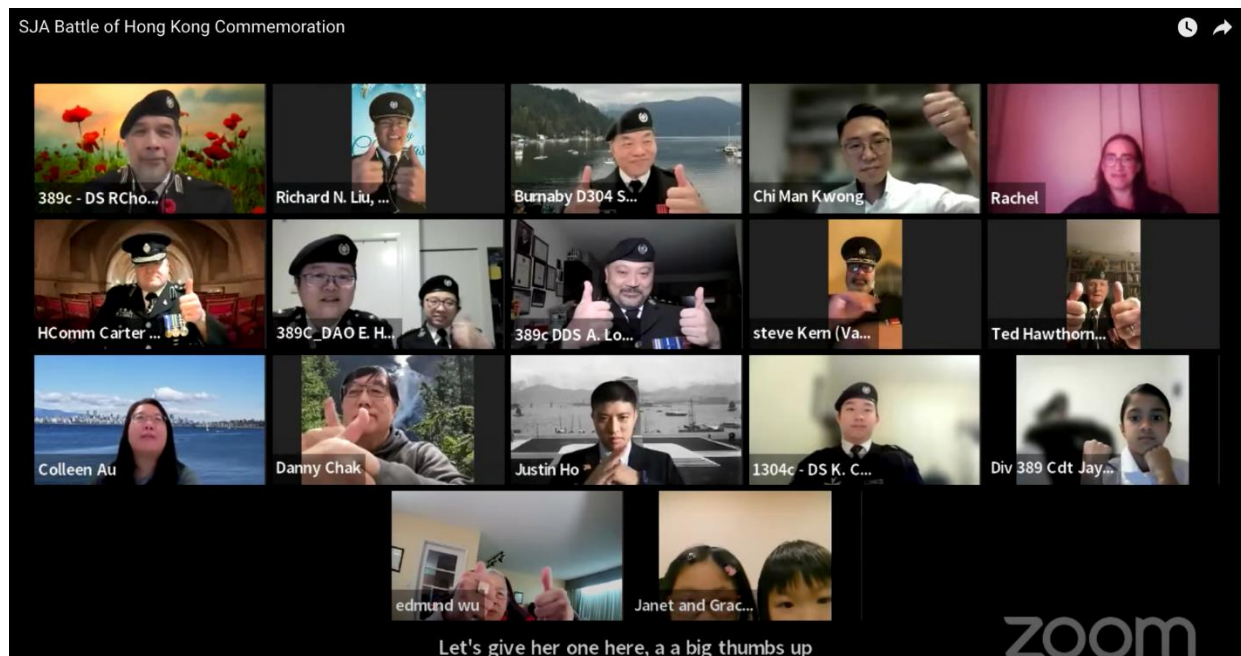 SJA Battle of Hong Kong Commemoration
389c - DS RCho...
Richard N. Liu, ...
Burnaby D304 S...
Chi Man Kwong
Rachel
HComm Carter ...
389C_DAO E. H...
389c DDS A. Lo...
steve Kern (Va...
Ted Hawthorn...
Colleen Au
Danny Chak
Justin Ho
1304c - DS K. C...
Div 389 Cdt Jay...
edmund wu
Janet and Grac...
Let's give her one here, a a big thumbs up
zoom